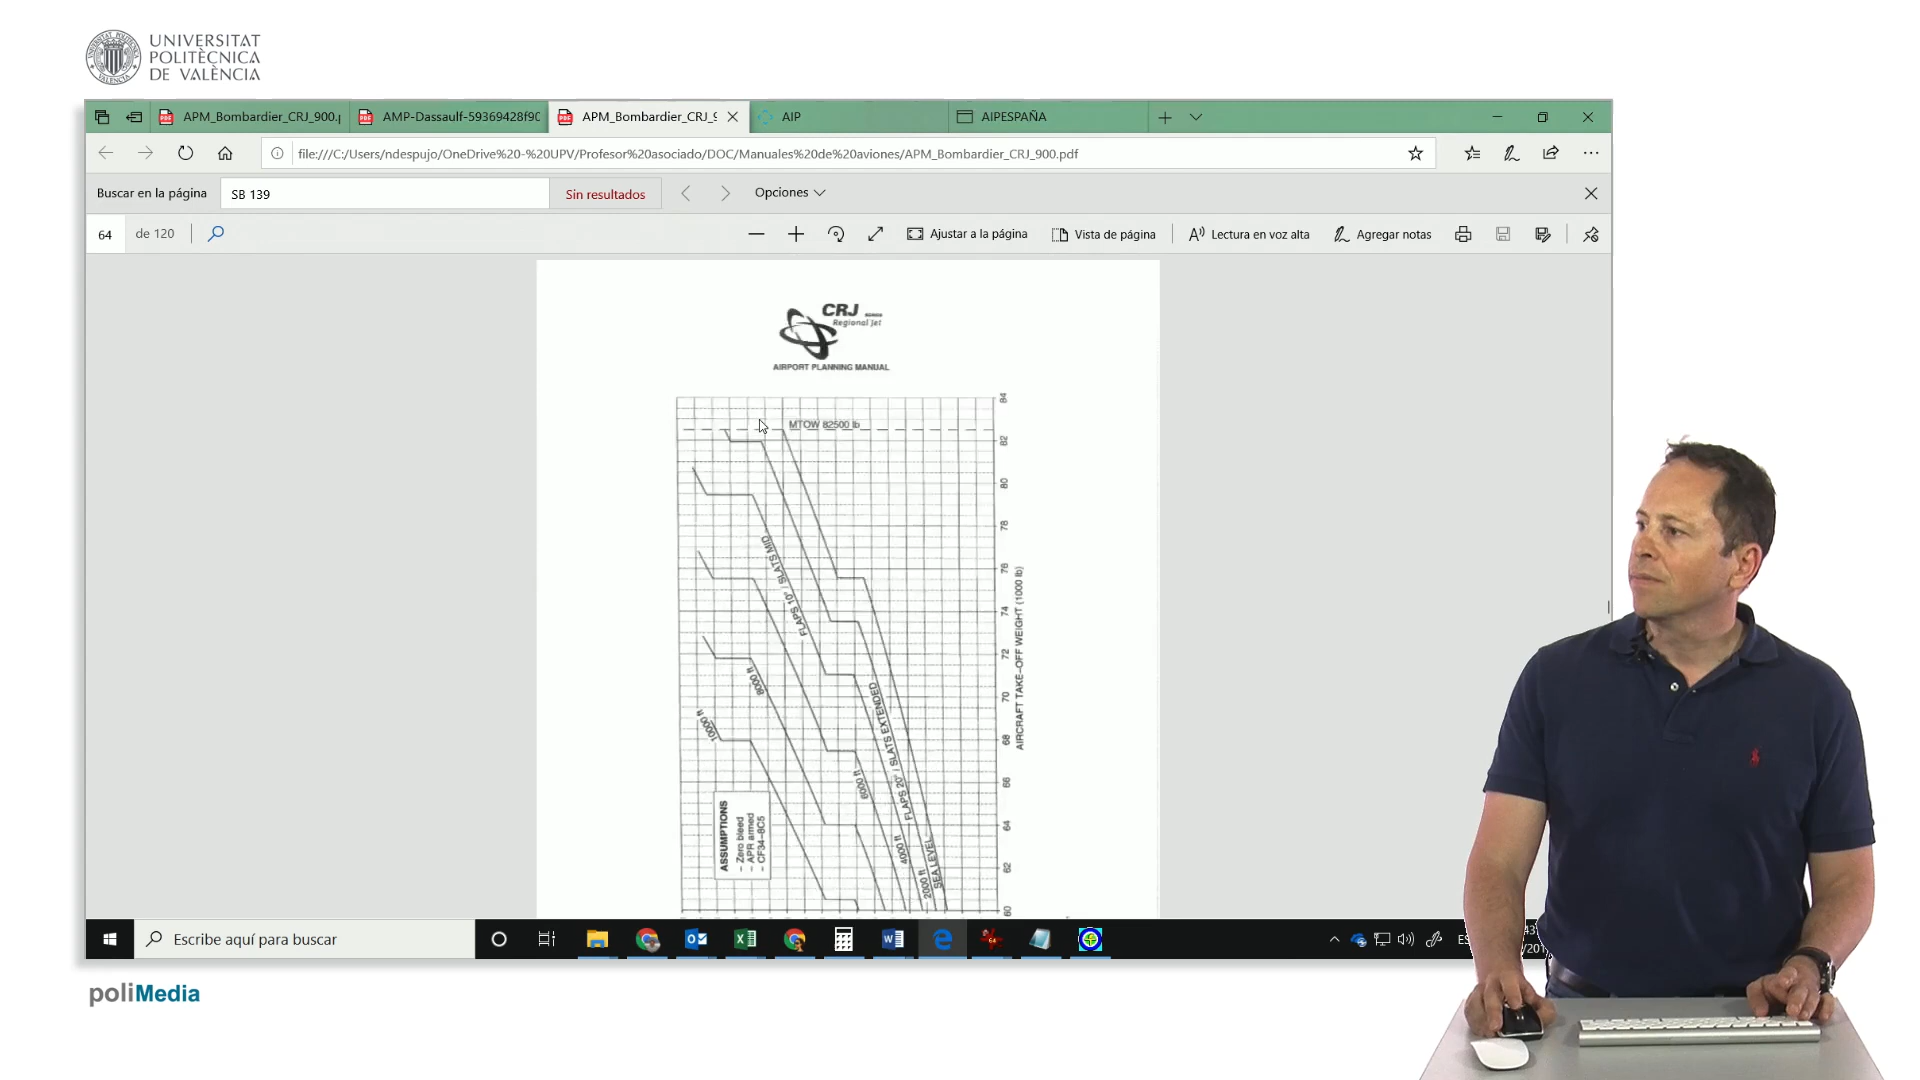 UNIVERSITAT
POLITÈCNICA
DE VALÈNCIA
APM_Bombardier_CRJ_900.p
AMP-Dassaulf-59369428f9C
APM_Bombardier_CRJ_9
AIP
AIPESPAÑA
file:///C:/Users/ndespujo/OneDrive%20-%20UPV/Profesor%20asociado/DOC/Manuales%20de%20aviones/APM_Bombardier_CRJ_900.pdf
Buscar en la página
SB 139
Sin resultados
Opciones
64
de 120
Ajustar a la página
Vista de página
Lectura en voz alta
Agregar notas
CRJ
Regional Jet
AIRPORT PLANNING MANUAL
MTOW 82500 lb
84
82
80
78
76
74
72
70
68
66
64
62
60
AIRCRAFT TAKE-OFF WEIGHT (1000 lb)
FLAPS 10° / SLATS MID
FLAPS 20° / SLATS EXTENDED
10000 ft
8000 ft
6000 ft
4000 ft
2000 ft
SEA LEVEL
ASSUMPTIONS
- Zero bleed
- APR armed
- CF34-8C5
Escribe aquí para buscar
poliMedia